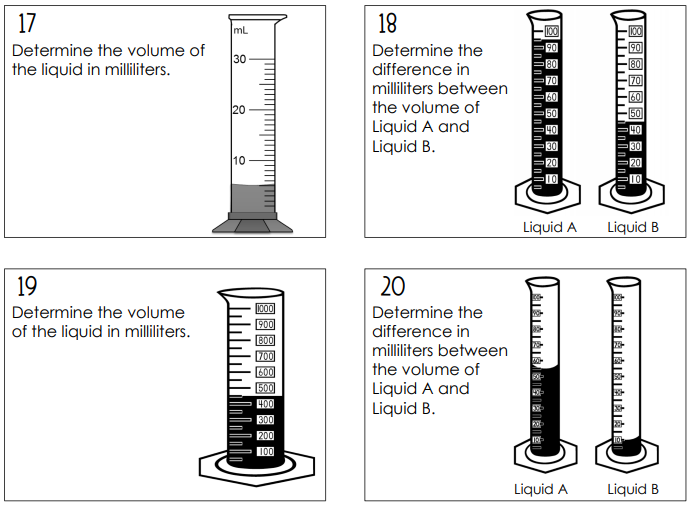 17
Determine the volume of
the liquid in milliliters.
mL
30
20
10
18
Determine the
difference in
milliliters between
the volume of
Liquid A and
Liquid B.
100
90
80
70
60
50
40
30
20
10
Liquid A
100
90
80
70
60
50
40
30
20
10
Liquid B
19
Determine the volume
of the liquid in milliliters.
1000
900
800
700
600
500
400
300
200
100
20
Determine the
difference in
milliliters between
the volume of
Liquid A and
Liquid B.
Liquid A
Liquid B